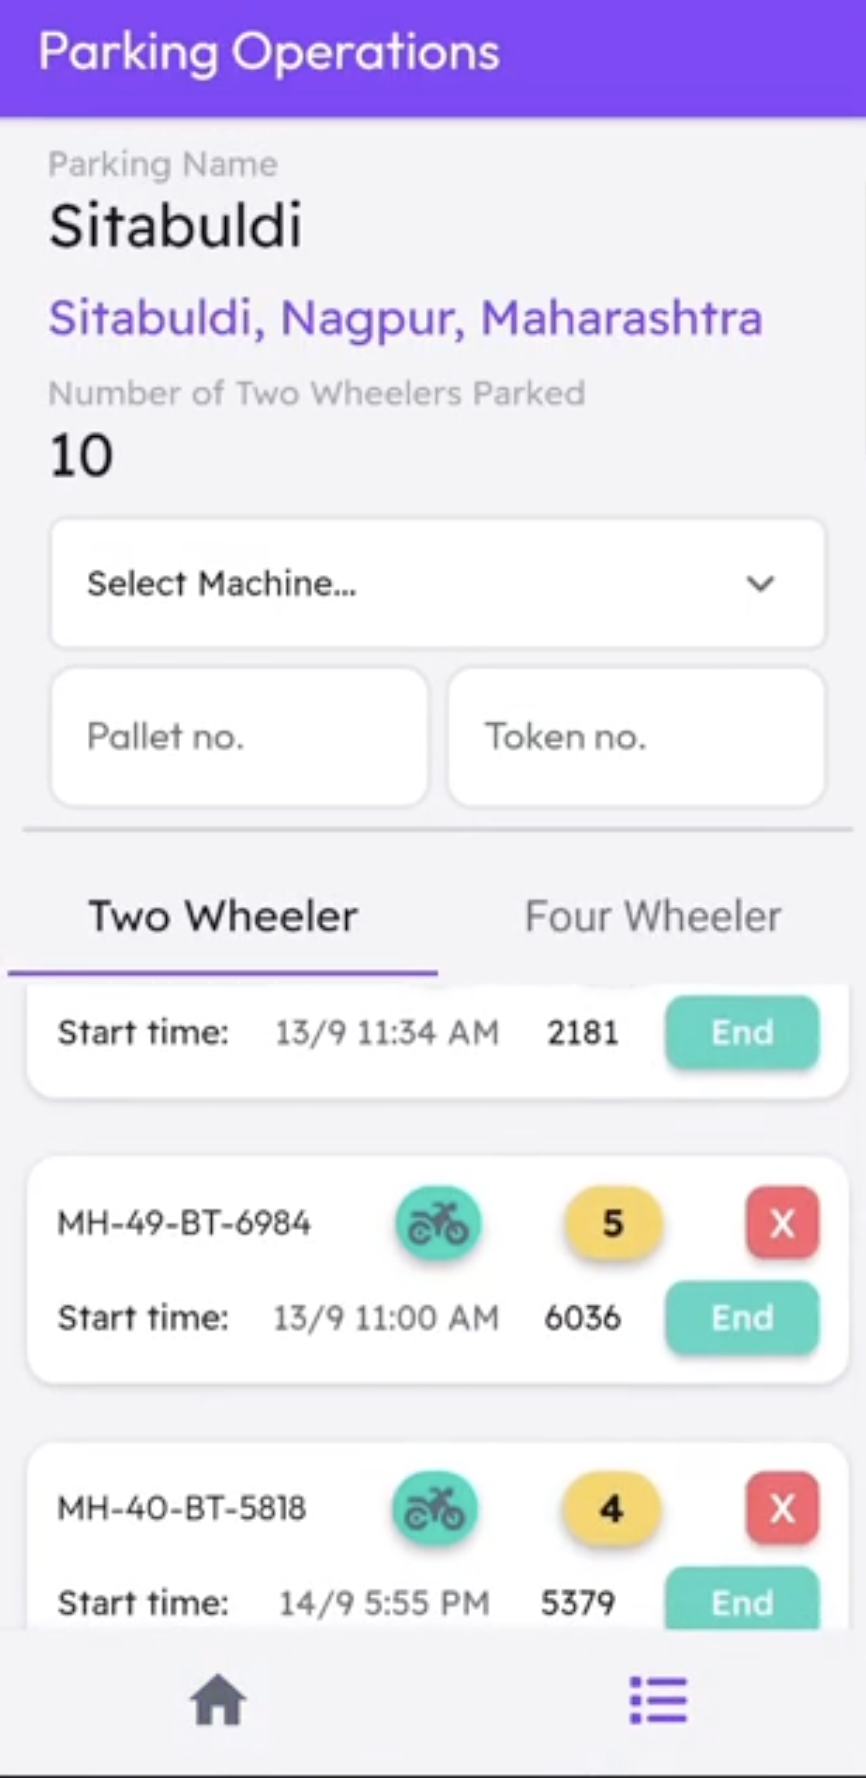 Parking Operations
Parking Name
Sitabuldi
Sitabuldi, Nagpur, Maharashtra
Number of Two Wheelers Parked
10
Select Machine...
Pallet no. Token no.
Two Wheeler Four Wheeler
Start time: 13/9 11:34 AM 2181 End
MH-49-BT-6984 5 X
Start time: 13/9 11:00 AM 6036 End
MH-40-BT-5818 4 X
Start time: 14/9 5:55 PM 5379 End